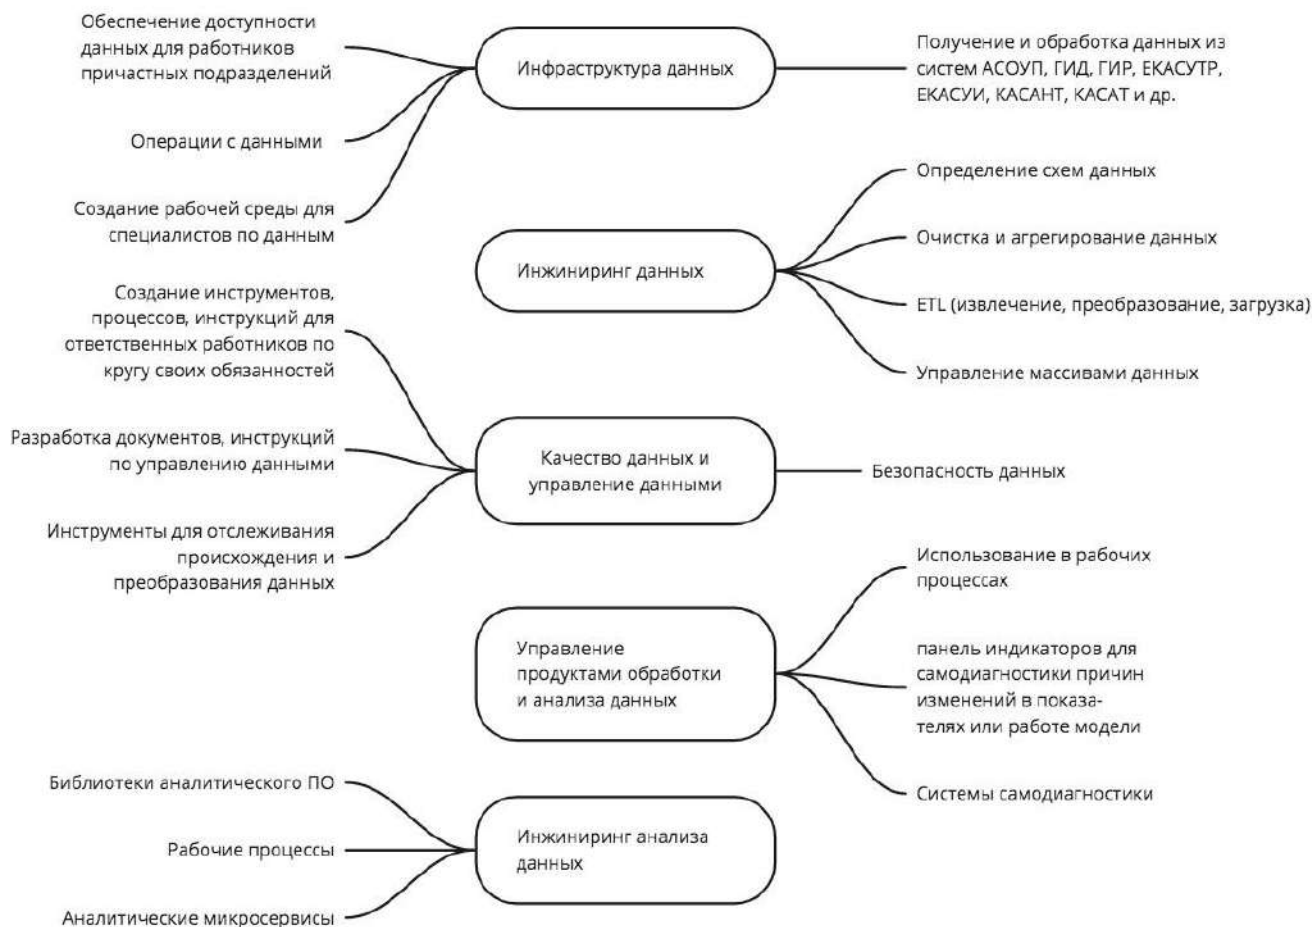 Обеспечение доступности
данных для работников
причастных подразделений
Операции с данными
Создание рабочей среды для
специалистов по данным
Инфраструктура данных
Получение и обработка данных из
систем АСОУП, ГИД, ГИР, ЕКАСУТР,
ЕКАСУИ, КАСАНТ, КАСАТ и др.
Инжиниринг данных
Определение схем данных
Очистка и агрегирование данных
ETL (извлечение, преобразование, загрузка)
Управление массивами данных
Создание инструментов,
процессов, инструкций для
ответственных работников по
кругу своих обязанностей
Разработка документов, инструкций
по управлению данными
Инструменты для отслеживания
происхождения и
преобразования данных
Качество данных и
управление данными
Безопасность данных
Управление
продуктами обработки
и анализа данных
Использование в рабочих
процессах
панель индикаторов для
самодиагностики причин
изменений в показа-
телях или работе модели
Системы самодиагностики
Библиотеки аналитического ПО
Рабочие процессы
Аналитические микросервисы
Инжиниринг анализа
данных